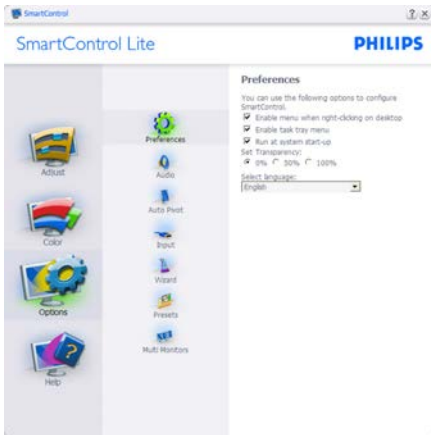 SmartControl
SmartControl Lite
PHILIPS
Adjust
Color
Options
Help
Preferences
Audio
Auto Pivot
Input
Wizard
Presets
Multi Monitors
Preferences
You can use the following options to configure
SmartControl.
Enable menu when right-clicking on desktop
Enable task tray menu
Run at system start-up
Set Transparency:
0% 50% 100%
Select language:
English